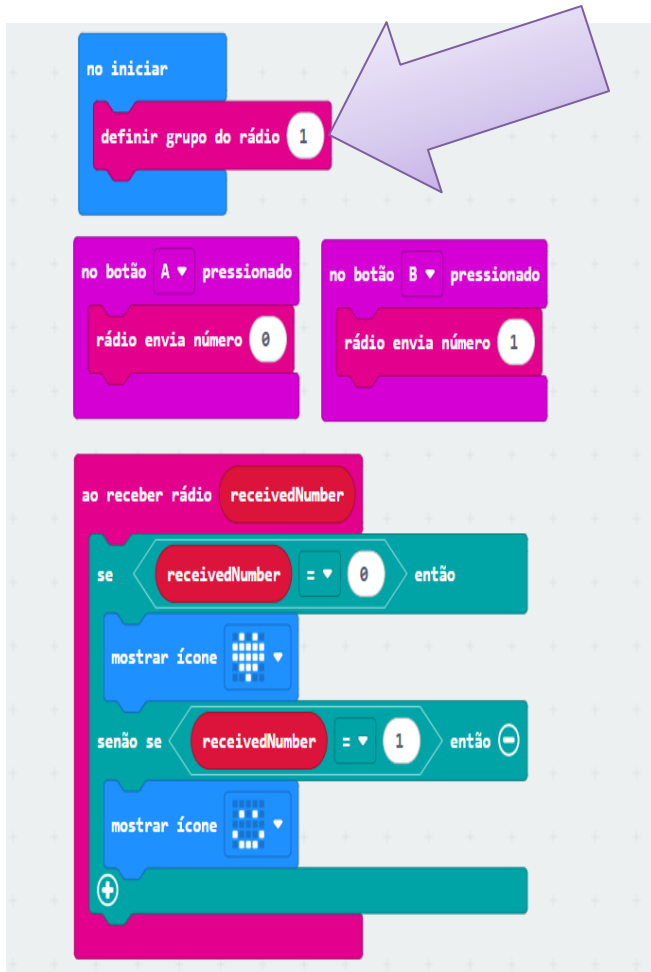 no iniciar
definir grupo do rádio 1
no botão A pressionado
rádio envia número 0
no botão B pressionado
rádio envia número 1
ao receber rádio receivedNumber
se receivedNumber = 0 então
mostrar ícone
senão se receivedNumber = 1 então
mostrar ícone